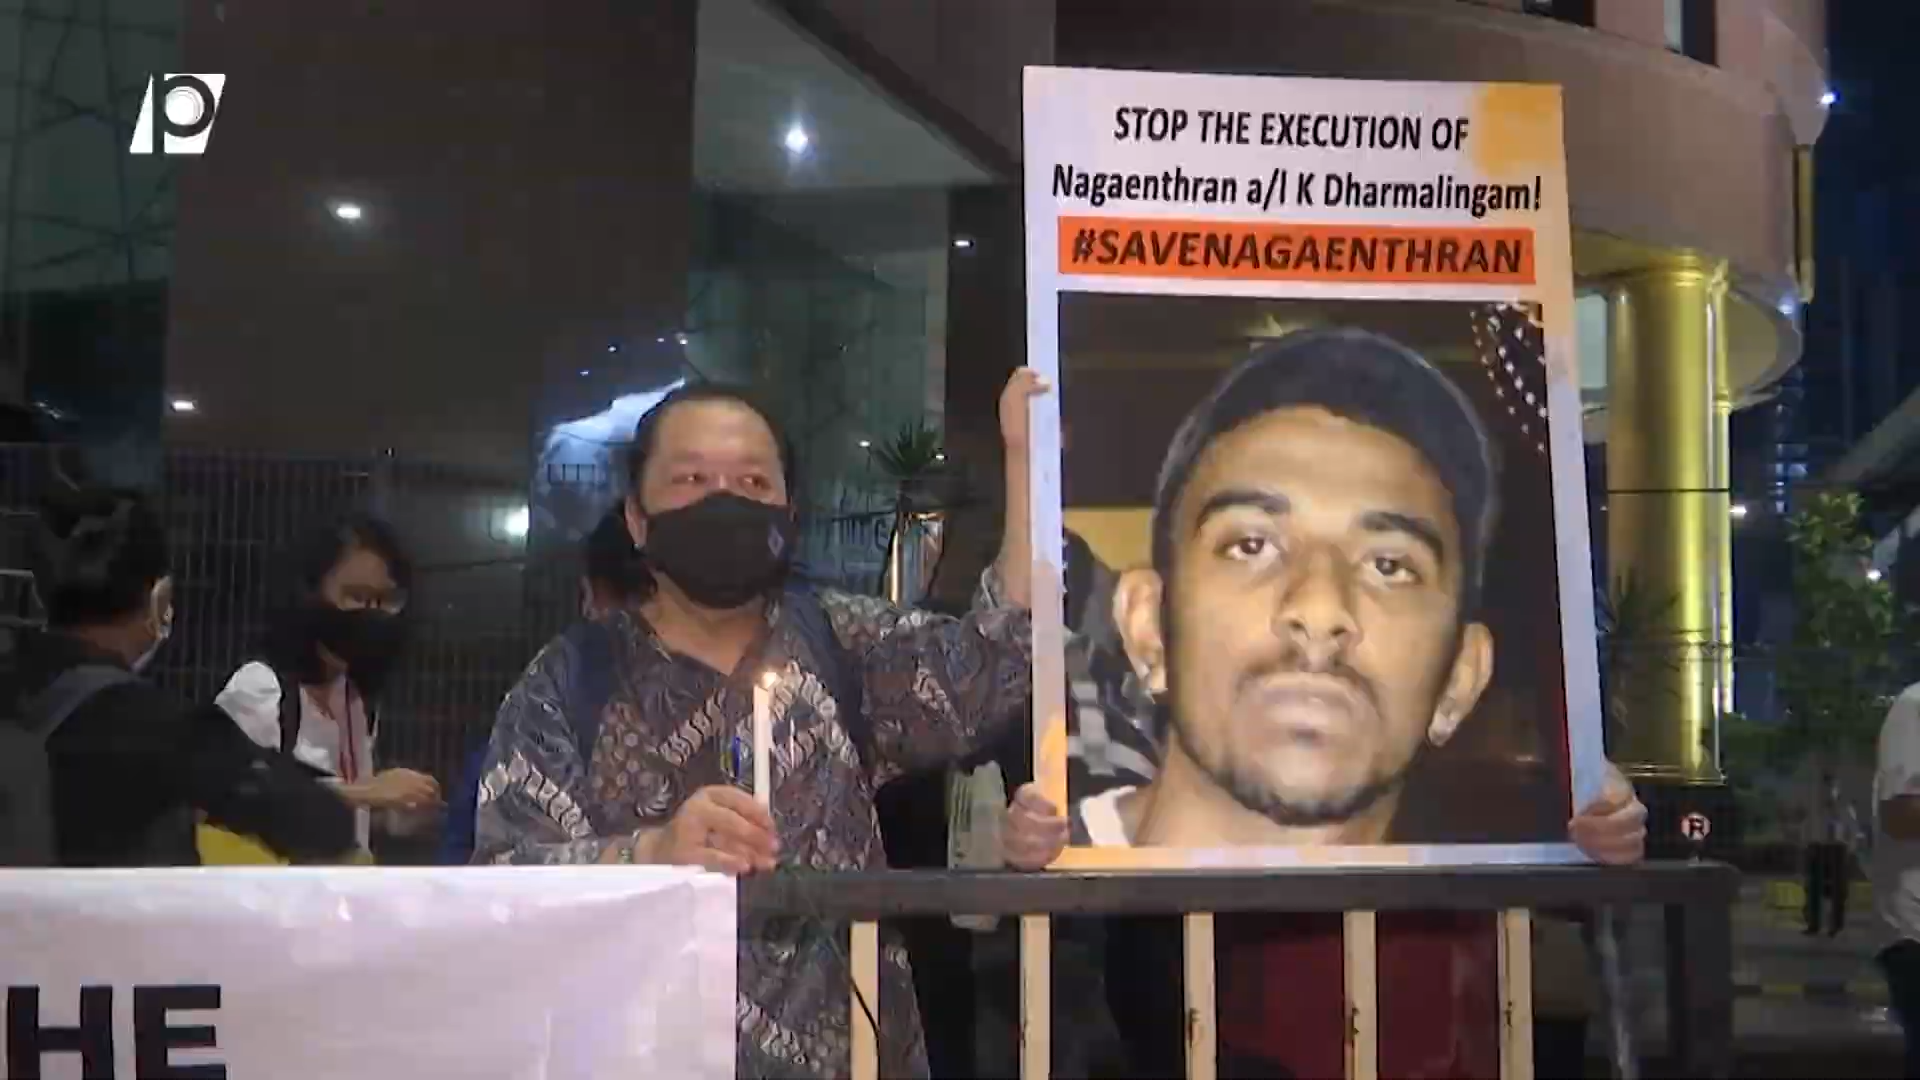 STOP THE EXECUTION OF
Nagaenthran a/l K Dharmalingam!
#SAVENAGAENTHRAN
HE
R